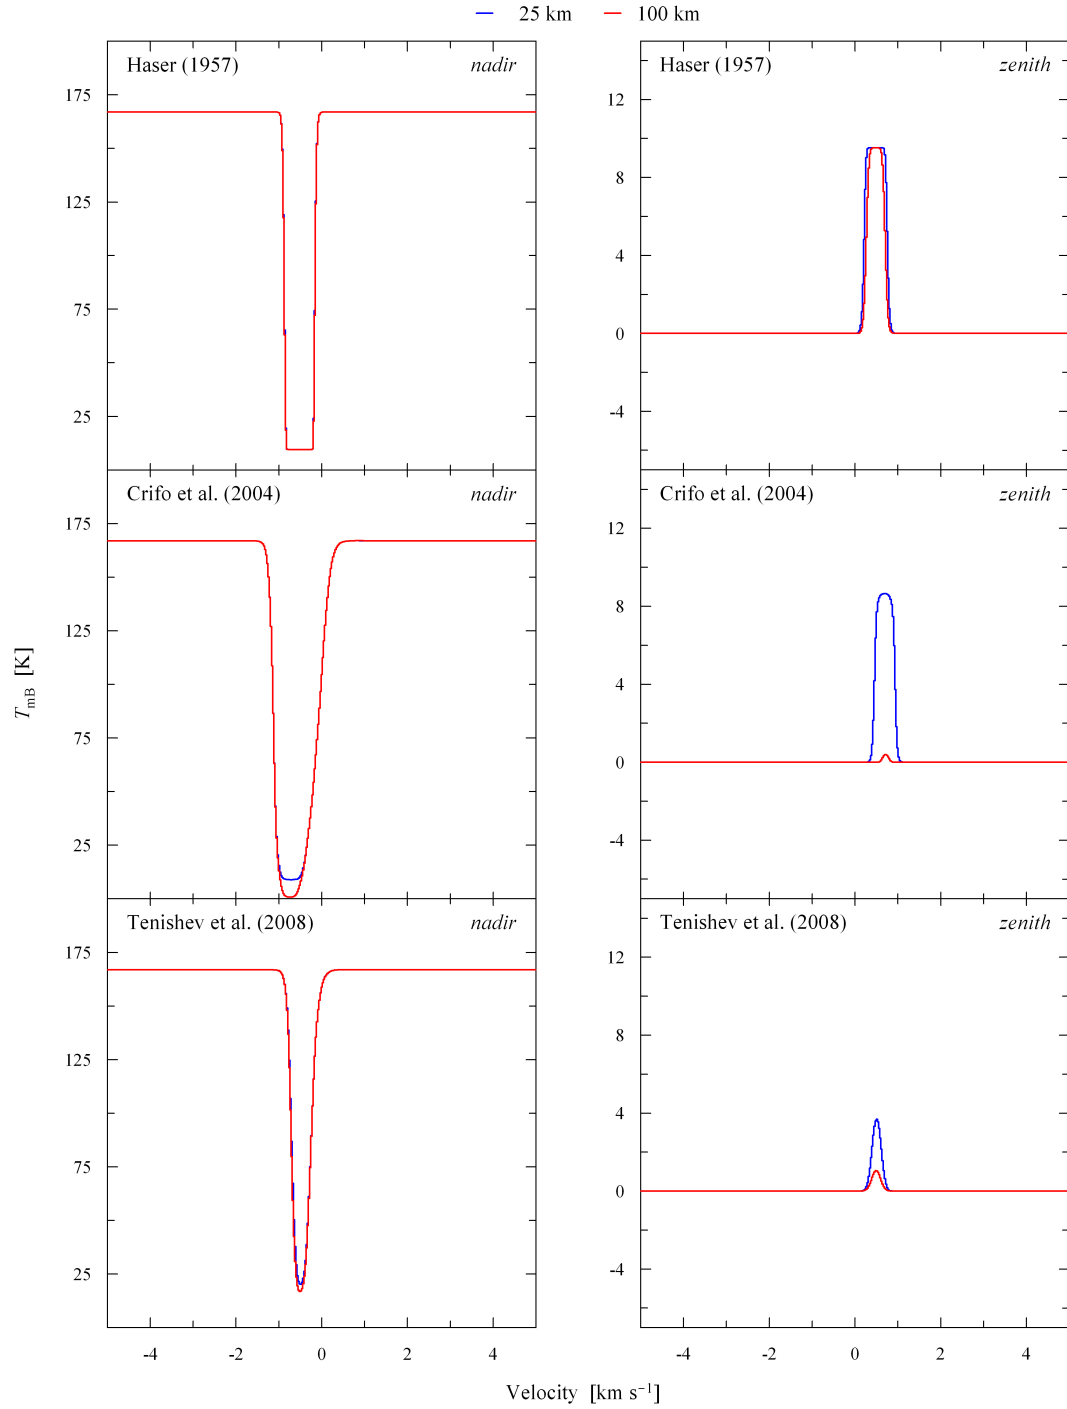 25 km 100 km
Haser (1957) nadir
175
125
75
25
Haser (1957) zenith
12
8
4
0
-4
Crifo et al. (2004) nadir
175
125
75
25
Crifo et al. (2004) zenith
12
8
4
0
-4
Tenishev et al. (2008) nadir
175
125
75
25
Tenishev et al. (2008) zenith
12
8
4
0
-4
-4 -2 0 2 4
-4 -2 0 2 4
TmB [K]
Velocity [km s⁻¹]